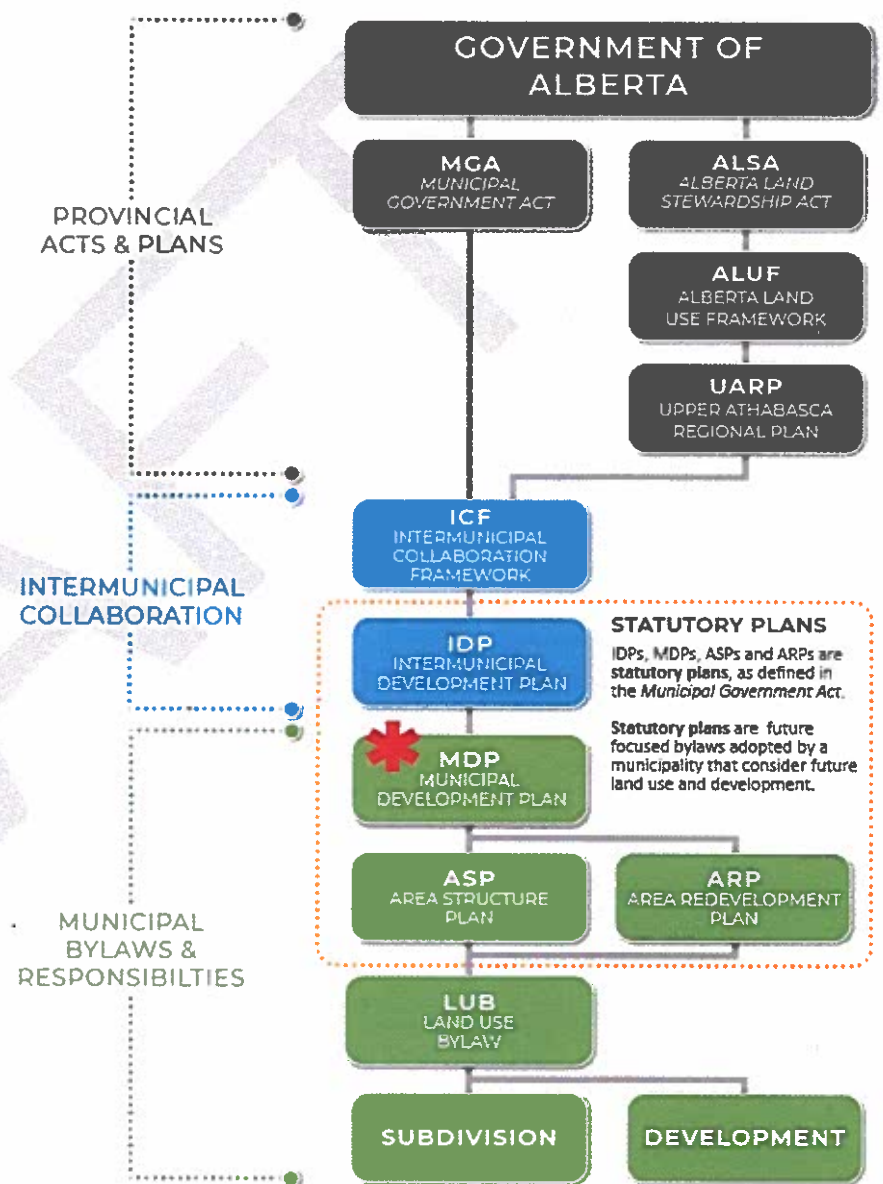 GOVERNMENT OF
ALBERTA
MGA
MUNICIPAL
GOVERNMENT ACT
ALSA
ALBERTA LAND
STEWARDSHIP ACT
PROVINCIAL
ACTS & PLANS
ALUF
ALBERTA LAND
USE FRAMEWORK
UARP
UPPER ATHABASCA
REGIONAL PLAN
ICF
INTERMUNICIPAL
COLLABORATION
FRAMEWORK
INTERMUNICIPAL
COLLABORATION
IDP
INTERMUNICIPAL
DEVELOPMENT PLAN
STATUTORY PLANS
IDPs, MDPs, ASPs and ARPs are
statutory plans, as defined in
the Municipal Government Act.
Statutory plans are future
focused bylaws adopted by a
municipality that consider future
land use and development.
MDP
MUNICIPAL
DEVELOPMENT PLAN
ASP
AREA STRUCTURE
PLAN
ARP
AREA REDEVELOPMENT
PLAN
MUNICIPAL
BYLAWS &
RESPONSIBILTIES
LUB
LAND USE
BYLAW
SUBDIVISION
DEVELOPMENT